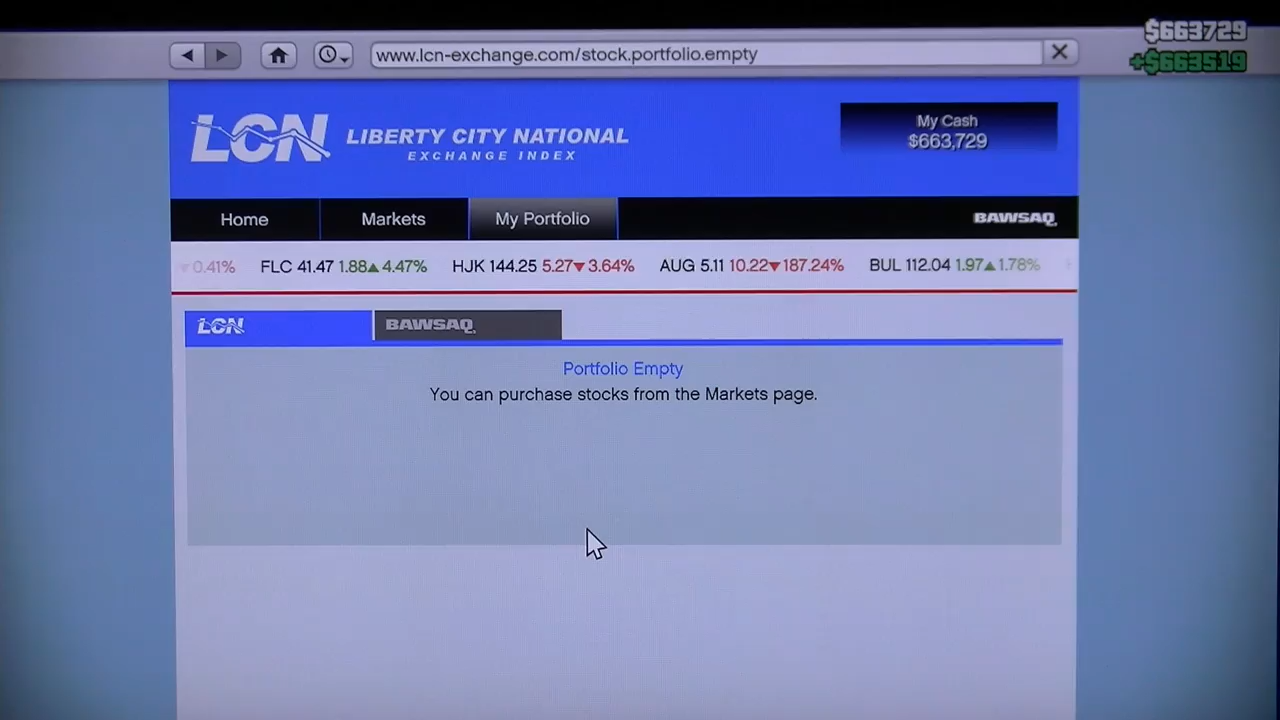 $663729
www.lcn-exchange.com/stock.portfolio.empty
+$663519
LCN LIBERTY CITY NATIONAL
EXCHANGE INDEX
My Cash
$663,729
Home Markets My Portfolio BAWSAQ
▼0.41% FLC 41.47 1.88▲4.47% HJK 144.25 5.27▼3.64% AUG 5.11 10.22▼187.24% BUL 112.04 1.97▲1.78%
LCN BAWSAQ
Portfolio Empty
You can purchase stocks from the Markets page.